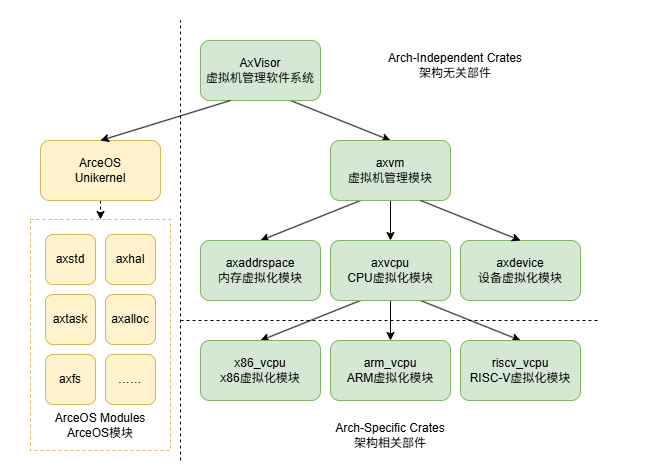 AxVisor
虚拟机管理软件系统
Arch-Independent Crates
架构无关部件
ArceOS
Unikernel
axvm
虚拟机管理模块
axstd
axhal
axtask
axalloc
axfs
......
ArceOS Modules
ArceOS模块
axaddrspace
内存虚拟化模块
axvcpu
CPU虚拟化模块
axdevice
设备虚拟化模块
x86_vcpu
x86虚拟化模块
arm_vcpu
ARM虚拟化模块
riscv_vcpu
RISC-V虚拟化模块
Arch-Specific Crates
架构相关部件